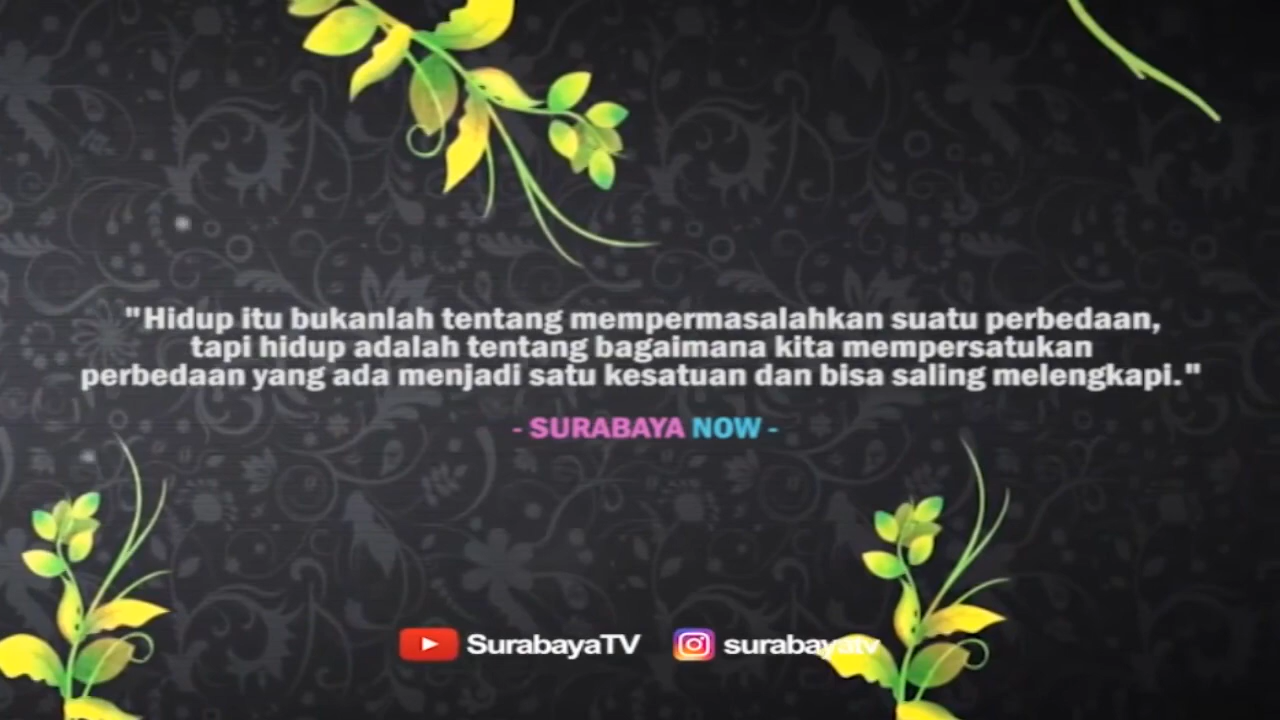 "Hidup itu bukanlah tentang mempermasalahkan suatu perbedaan,
tapi hidup adalah tentang bagaimana kita mempersatukan
perbedaan yang ada menjadi satu kesatuan dan bisa saling melengkapi."
- SURABAYA NOW -
SurabayaTV surabayatv